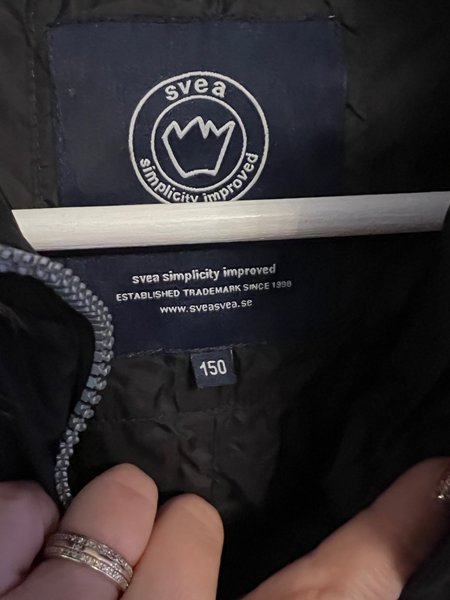 svea
simplicity improved
svea simplicity improved
ESTABLISHED TRADEMARK SINCE 1998
www.sveasvea.se
150